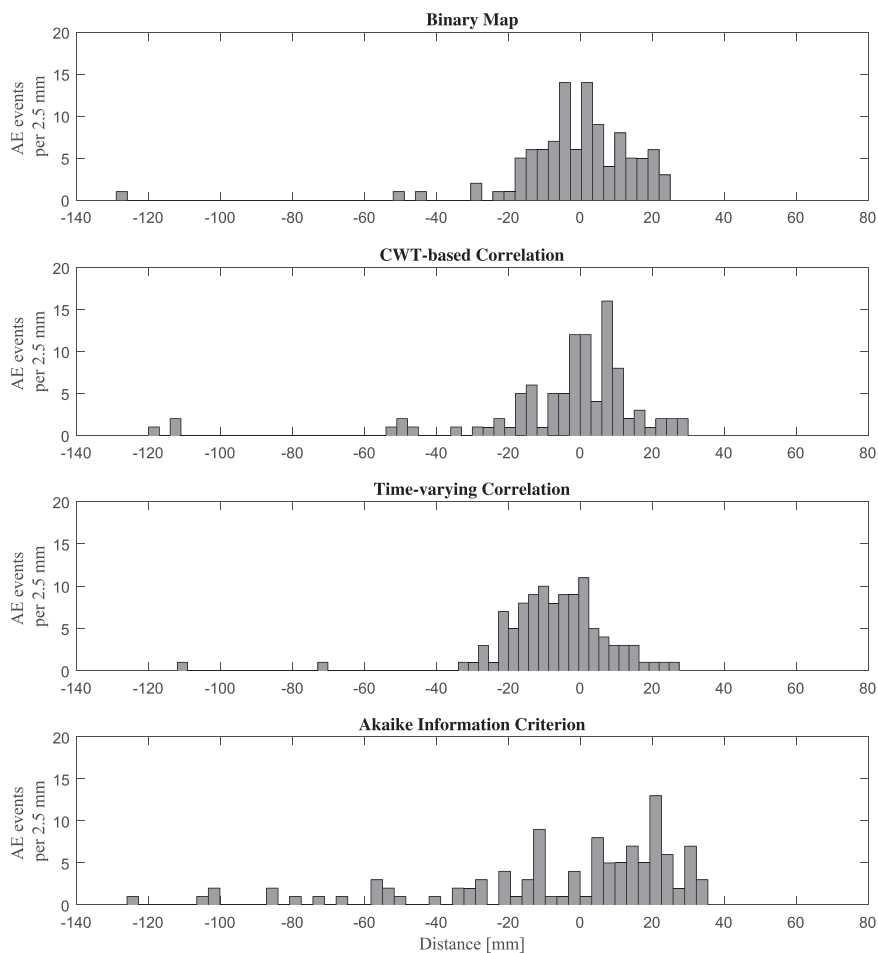 Binary Map
20
15
10
5
0
AE events
per 2.5 mm
-140 -120 -100 -80 -60 -40 -20 0 20 40 60 80
CWT-based Correlation
20
15
10
5
0
AE events
per 2.5 mm
-140 -120 -100 -80 -60 -40 -20 0 20 40 60 80
Time-varying Correlation
20
15
10
5
0
AE events
per 2.5 mm
-140 -120 -100 -80 -60 -40 -20 0 20 40 60 80
Akaike Information Criterion
20
15
10
5
0
AE events
per 2.5 mm
-140 -120 -100 -80 -60 -40 -20 0 20 40 60 80
Distance [mm]